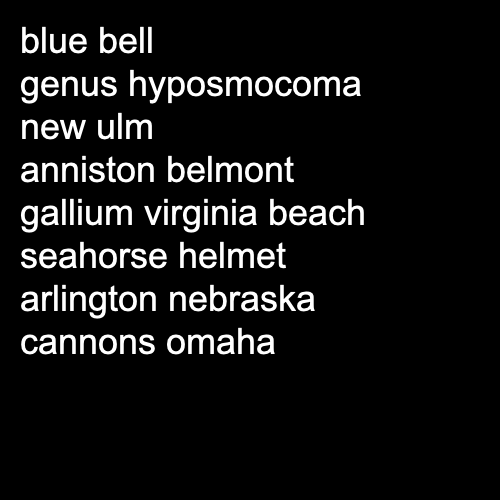 blue bell
genus hyposmocoma
new ulm
anniston belmont
gallium virginia beach
seahorse helmet
arlington nebraska
cannons omaha